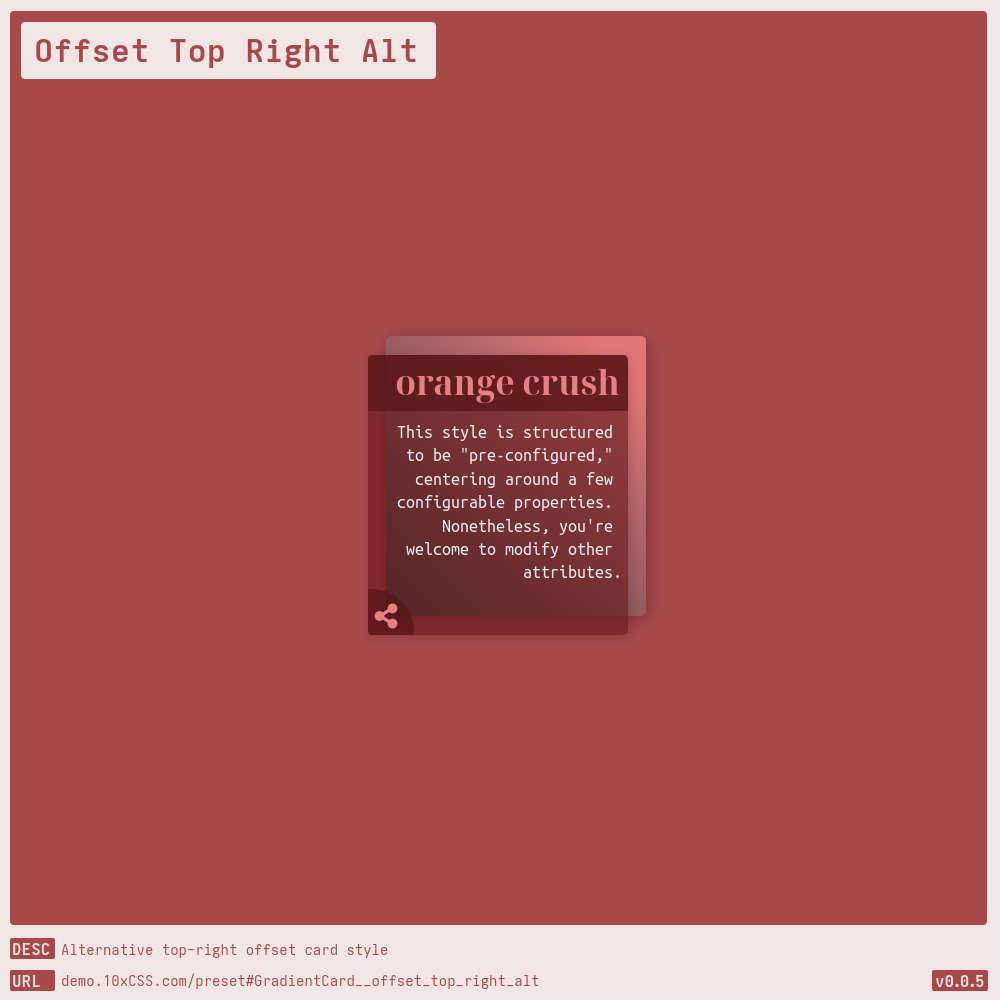 Offset Top Right Alt
orange crush
This style is structured
to be "pre-configured,"
centering around a few
configurable properties.
Nonetheless, you're
welcome to modify other
attributes.
DESC Alternative top-right offset card style
URL demo.10xCSS.com/preset#GradientCard__offset_top_right_alt
v0.0.5